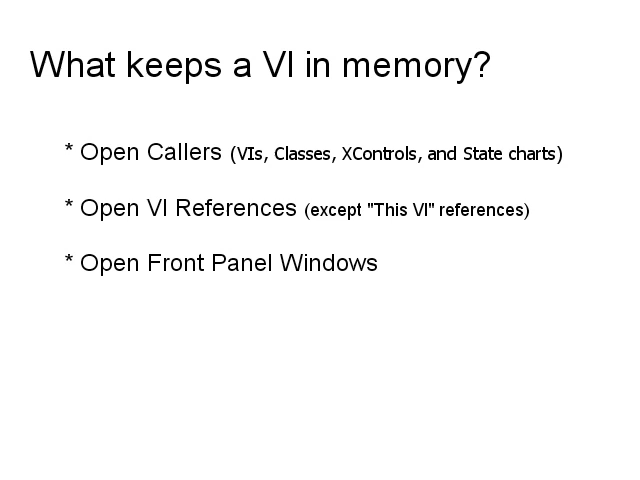 What keeps a VI in memory?
* Open Callers (VIs, Classes, XControls, and State charts)
* Open VI References (except "This VI" references)
* Open Front Panel Windows